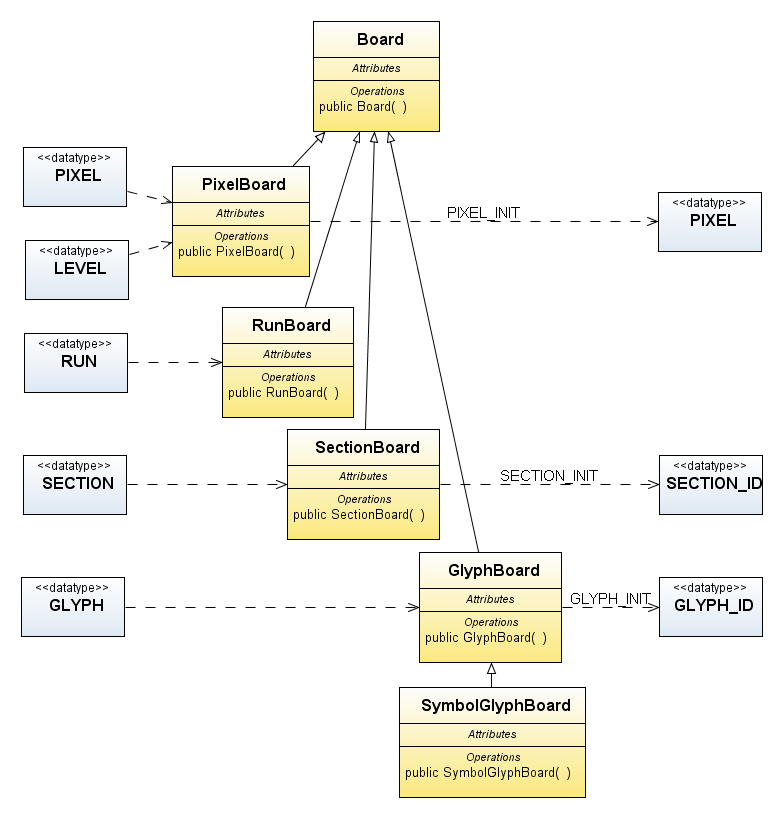 Board
Attributes
Operations
public Board(  )
<<datatype>>
PIXEL
PixelBoard
Attributes
Operations
public PixelBoard(  )
PIXEL_INIT
<<datatype>>
PIXEL
<<datatype>>
LEVEL
RunBoard
Attributes
Operations
public RunBoard(  )
<<datatype>>
RUN
SectionBoard
Attributes
Operations
public SectionBoard(  )
<<datatype>>
SECTION
SECTION_INIT
<<datatype>>
SECTION_ID
GlyphBoard
Attributes
Operations
public GlyphBoard(  )
<<datatype>>
GLYPH
GLYPH_INIT
<<datatype>>
GLYPH_ID
SymbolGlyphBoard
Attributes
Operations
public SymbolGlyphBoard(  )